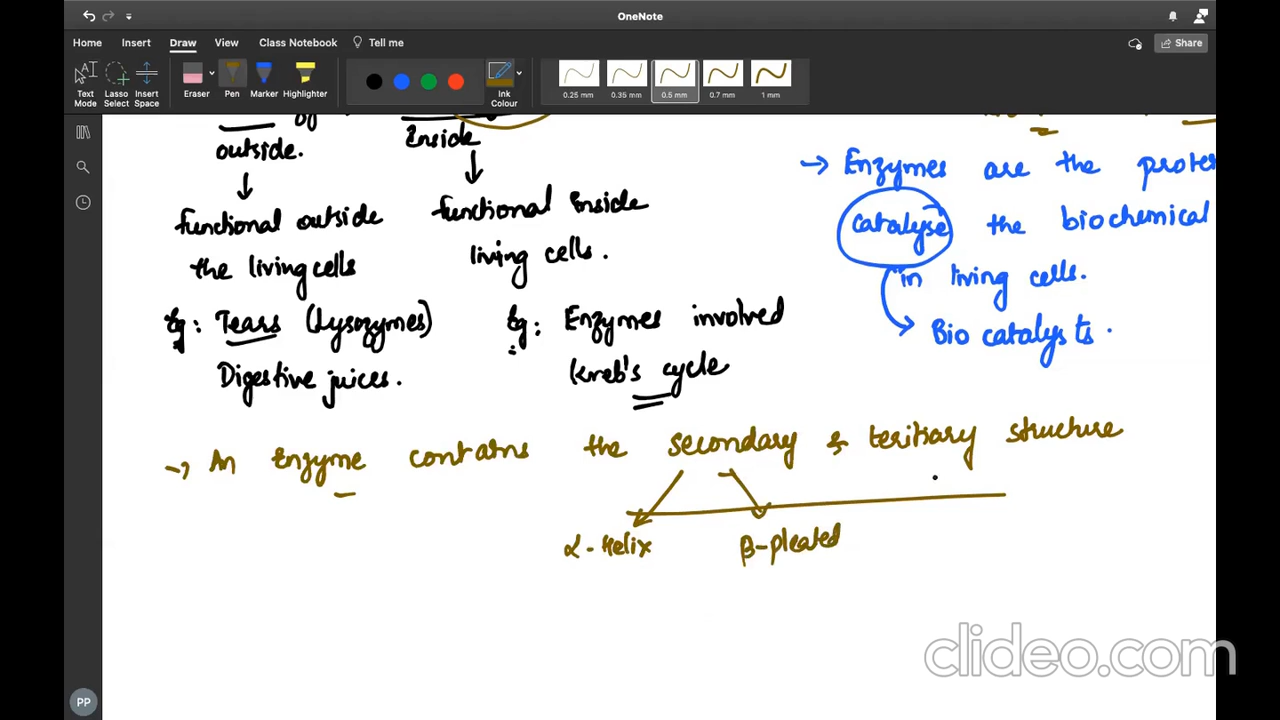 OneNote
Home Insert Draw View Class Notebook Tell me
Share
Text Mode Lasso Select Insert Space Eraser Pen Marker Highlighter Ink Colour 0.25 mm 0.35 mm 0.5 mm 0.7 mm 1 mm
outside.
Inside
functional outside
the living cells
functional inside
living cells.
Eg: Tears (Lysozymes)
Digestive juices.
Eg: Enzymes involved
Kreb's cycle
→ Enzymes are the protei
catalyse the biochemical
in living cells.
Bio catalysts.
→ An Enzyme contains the secondary & teritiary structure
α-Helix β-pleated
clideo.com
PP